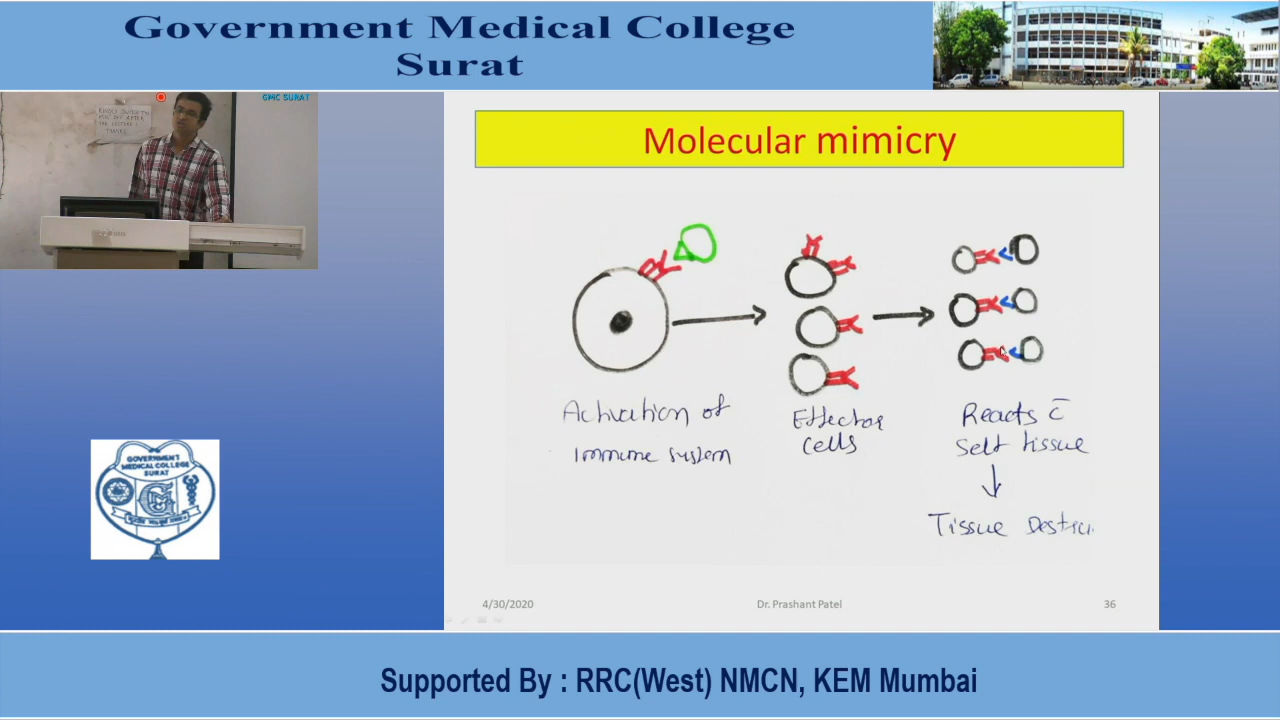 Government Medical College
Surat
GMC SURAT
Molecular mimicry
Activation of
Immune system
Effector
cells
Reacts c̄
self tissue
Tissue Destru
4/30/2020
Dr. Prashant Patel
36
GOVERNMENT
MEDICAL COLLEGE
SURAT
Supported By : RRC(West) NMCN, KEM Mumbai